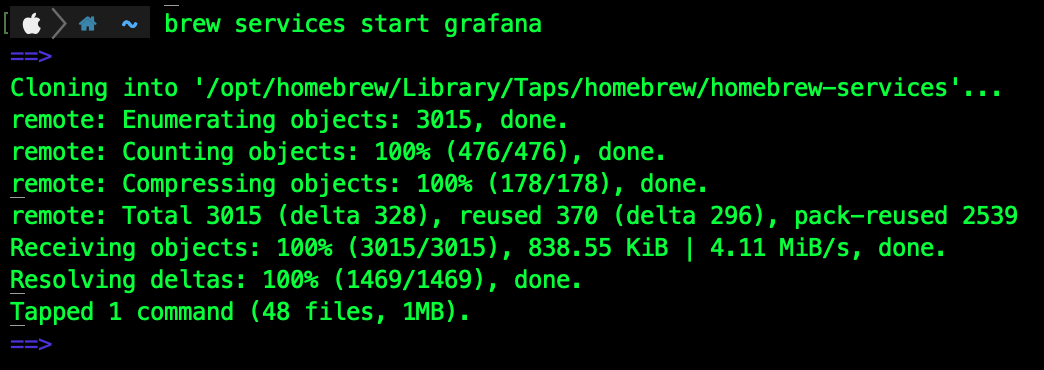 ~ brew services start grafana
==>
Cloning into '/opt/homebrew/Library/Taps/homebrew/homebrew-services'...
remote: Enumerating objects: 3015, done.
remote: Counting objects: 100% (476/476), done.
remote: Compressing objects: 100% (178/178), done.
remote: Total 3015 (delta 328), reused 370 (delta 296), pack-reused 2539
Receiving objects: 100% (3015/3015), 838.55 KiB | 4.11 MiB/s, done.
Resolving deltas: 100% (1469/1469), done.
Tapped 1 command (48 files, 1MB).
==>